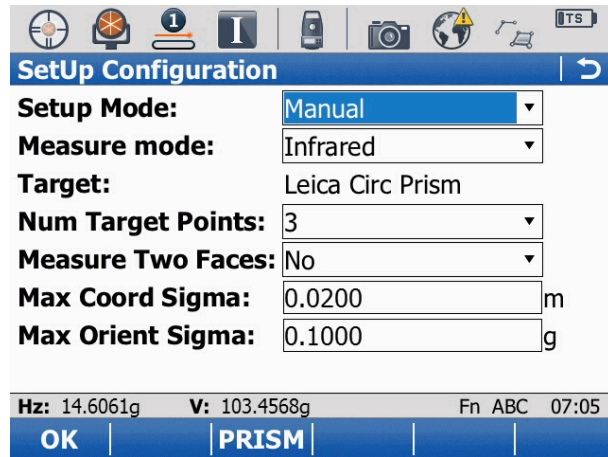 1 I TS
SetUp Configuration
Setup Mode: Manual
Measure mode: Infrared
Target: Leica Circ Prism
Num Target Points: 3
Measure Two Faces: No
Max Coord Sigma: 0.0200 m
Max Orient Sigma: 0.1000 g
Hz: 14.6061g V: 103.4568g Fn ABC 07:05
OK PRISM